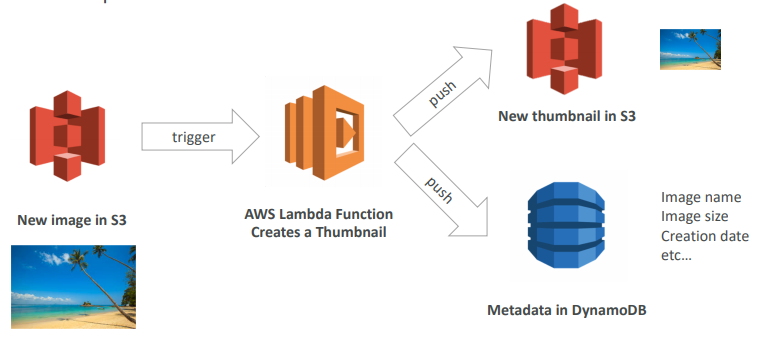 trigger
push
push
New image in S3
AWS Lambda Function
Creates a Thumbnail
New thumbnail in S3
Image name
Image size
Creation date
etc...
Metadata in DynamoDB